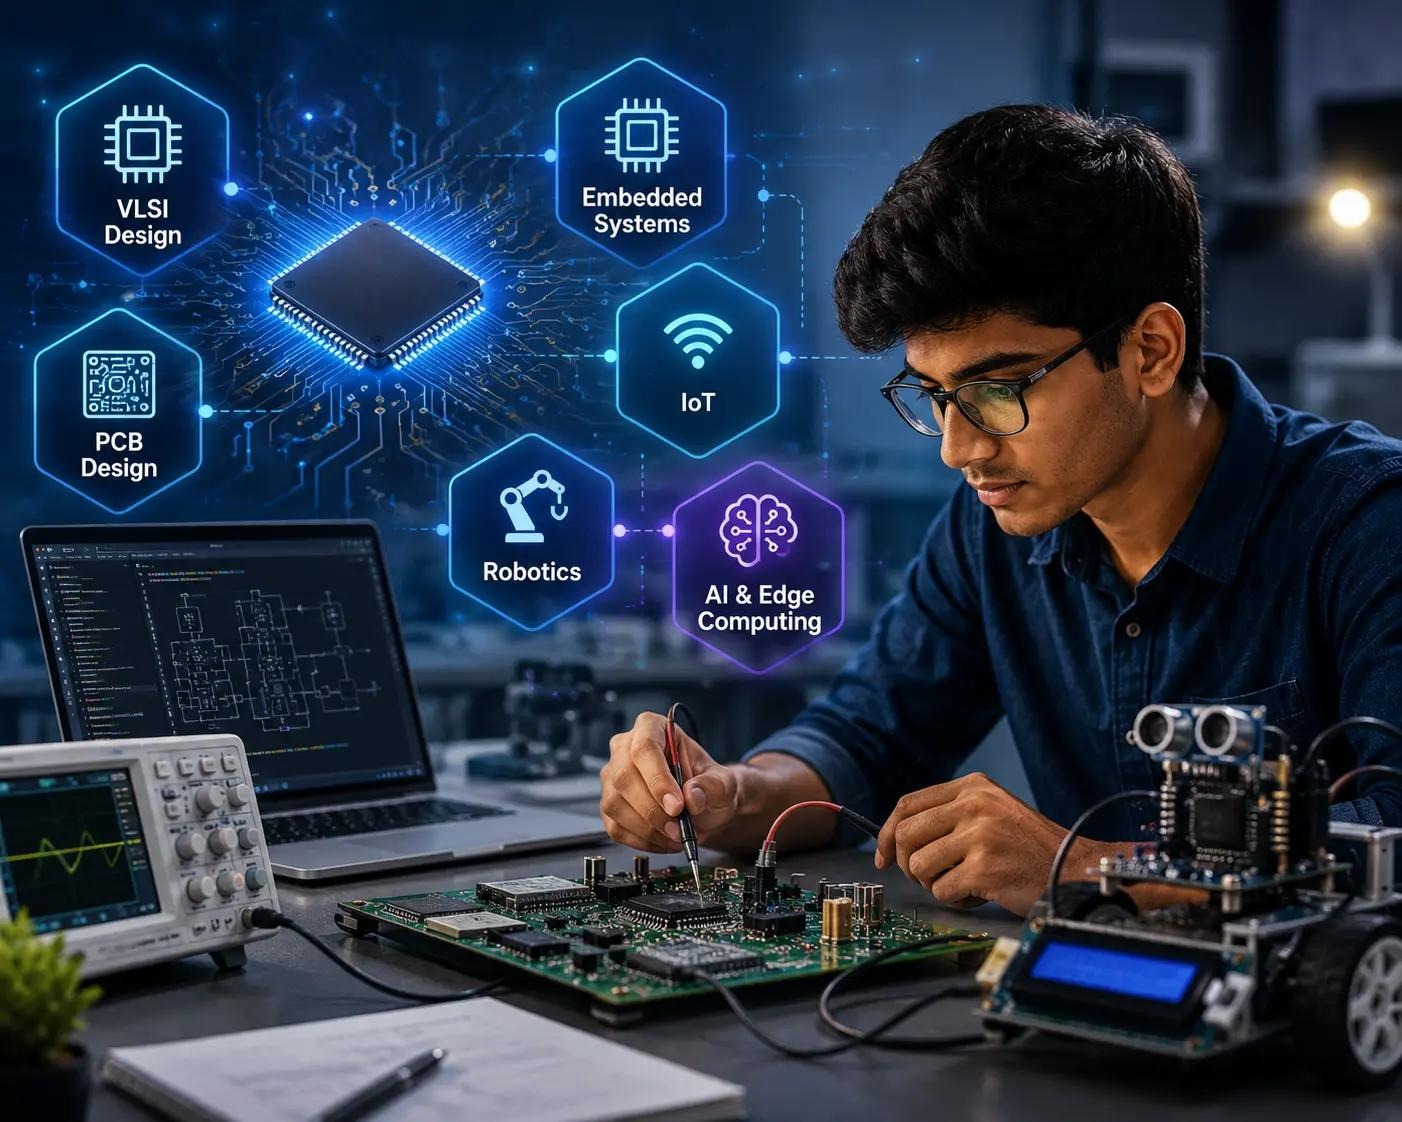 VLSI
Design
Embedded
Systems
IoT
PCB
Design
Robotics
AI & Edge
Computing